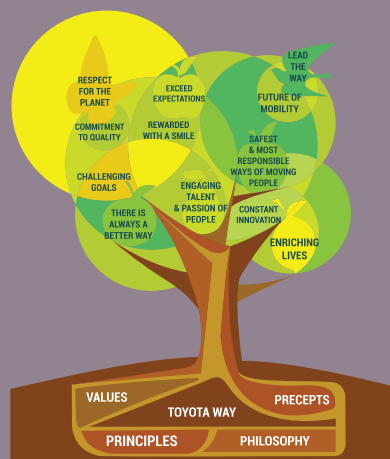 LEAD
THE
WAY
RESPECT
FOR THE
PLANET
EXCEED
EXPECTATIONS
FUTURE OF
MOBILITY
COMMITMENT
TO QUALITY
REWARDED
WITH A SMILE
SAFEST
& MOST
RESPONSIBLE
WAYS OF MOVING
PEOPLE
CHALLENGING
GOALS
ENGAGING
TALENT
& PASSION OF
PEOPLE
THERE IS
ALWAYS A
BETTER WAY
CONSTANT
INNOVATION
ENRICHING
LIVES
VALUES
TOYOTA WAY
PRECEPTS
PRINCIPLES
PHILOSOPHY